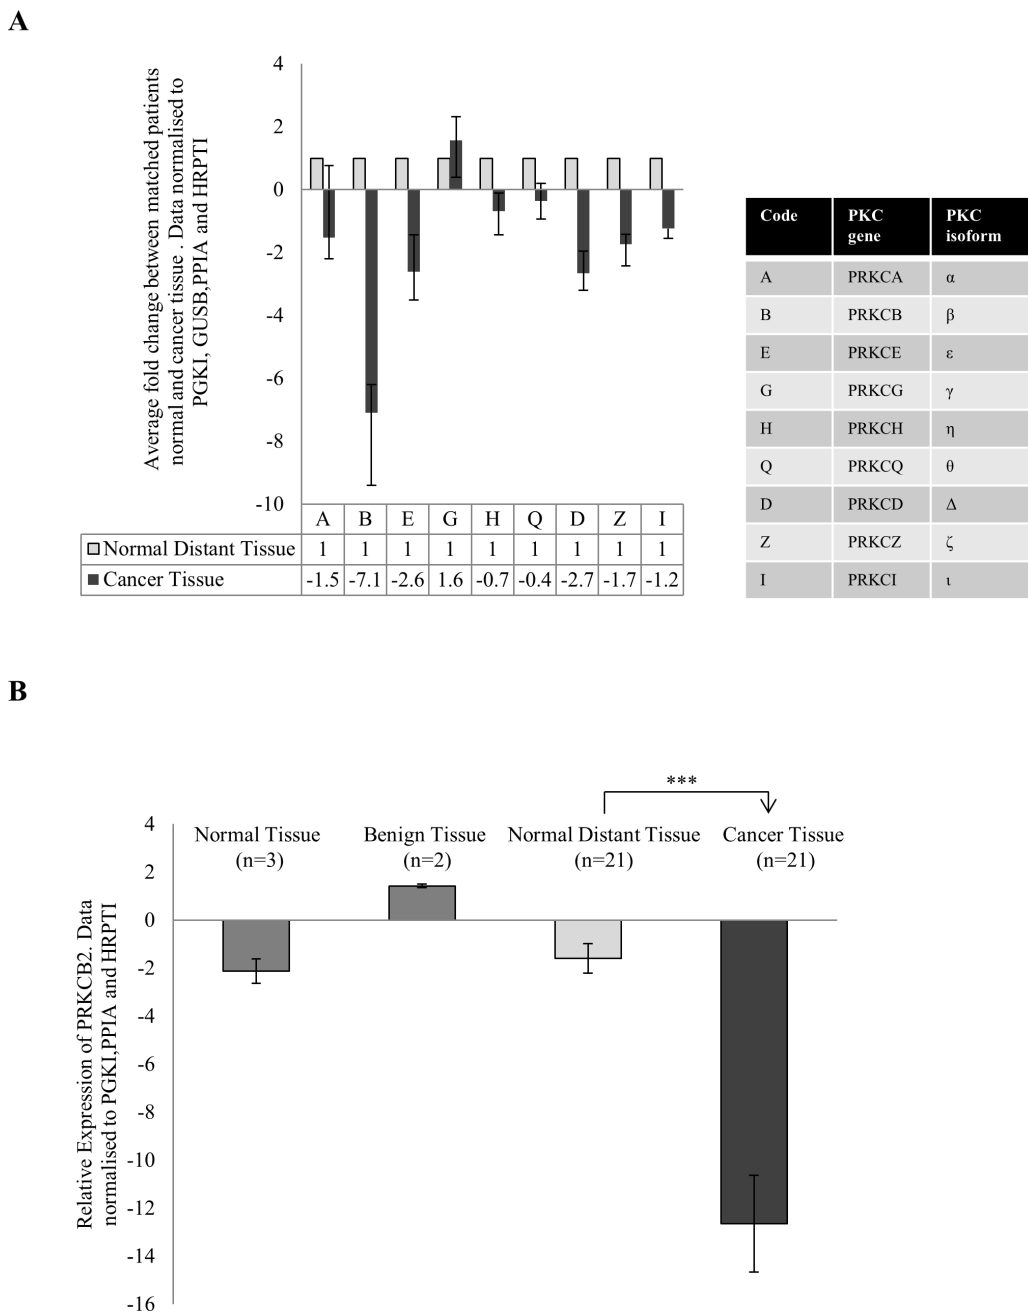 A
Average fold change between matched patients
normal and cancer tissue . Data normalised to
PGKI, GUSB,PPIA and HRPTI
4
2
0
-2
-4
-6
-8
-10
A B E G H Q D Z I
Normal Distant Tissue 1 1 1 1 1 1 1 1 1
Cancer Tissue -1.5 -7.1 -2.6 1.6 -0.7 -0.4 -2.7 -1.7 -1.2
Code PKC gene PKC isoform
A PRKCA α
B PRKCB β
E PRKCE ε
G PRKCG γ
H PRKCH η
Q PRKCQ θ
D PRKCD Δ
Z PRKCZ ζ
I PRKCI ι
B
Relative Expression of PRKCB2. Data
normalised to PGKI,PPIA and HRPTI
***
Normal Tissue Benign Tissue Normal Distant Tissue Cancer Tissue
(n=3) (n=2) (n=21) (n=21)
4
2
0
-2
-4
-6
-8
-10
-12
-14
-16